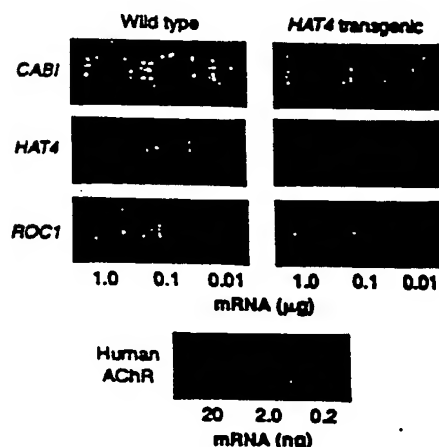 Wild type HAT4 transgenic
CAB1
HAT4
ROC1
1.0 0.1 0.01 1.0 0.1 0.01
mRNA (µg)
Human
AChR
20 2.0 0.2
mRNA (ng)